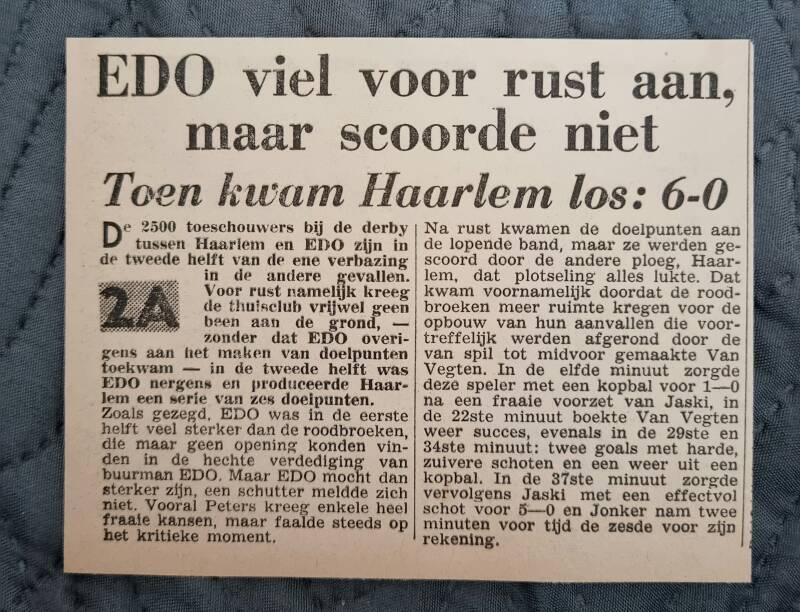 EDO viel voor rust aan,
maar scoorde niet
Toen kwam Haarlem los: 6-0
De 2500 toeschouwers bij de derby
tussen Haarlem en EDO zijn in
de tweede helft van de ene verbazing
in de andere gevallen.
2A
Voor rust namelijk kreeg
de thuisclub vrijwel geen
been aan de grond, —
zonder dat EDO overi-
gens aan het maken van doelpunten
toekwam — in de tweede helft was
EDO nergens en produceerde Haar-
lem een serie van zes doelpunten.
Zoals gezegd, EDO was in de eerste
helft veel sterker dan de roodbroeken,
die maar geen opening konden vin-
den in de hechte verdediging van
buurman EDO. Maar EDO mocht dan
sterker zijn, een schutter meldde zich
niet. Vooral Peters kreeg enkele heel
fraaie kansen, maar faalde steeds op
het kritieke moment.
Na rust kwamen de doelpunten aan
de lopende band, maar ze werden ge-
scoord door de andere ploeg, Haar-
lem, dat plotseling alles lukte. Dat
kwam voornamelijk doordat de rood-
broeken meer ruimte kregen voor de
opbouw van hun aanvallen die voor-
treffelijk werden afgerond door de
van spil tot midvoor gemaakte Van
Vegten. In de elfde minuut zorgde
deze speler met een kopbal voor 1—0
na een fraaie voorzet van Jaski, in
de 22ste minuut boekte Van Vegten
weer succes, evenals in de 29ste en
34ste minuut: twee goals met harde,
zuivere schoten en een weer uit een
kopbal. In de 37ste minuut zorgde
vervolgens Jaski met een effectvol
schot voor 5—0 en Jonker nam twee
minuten voor tijd de zesde voor zijn
rekening.